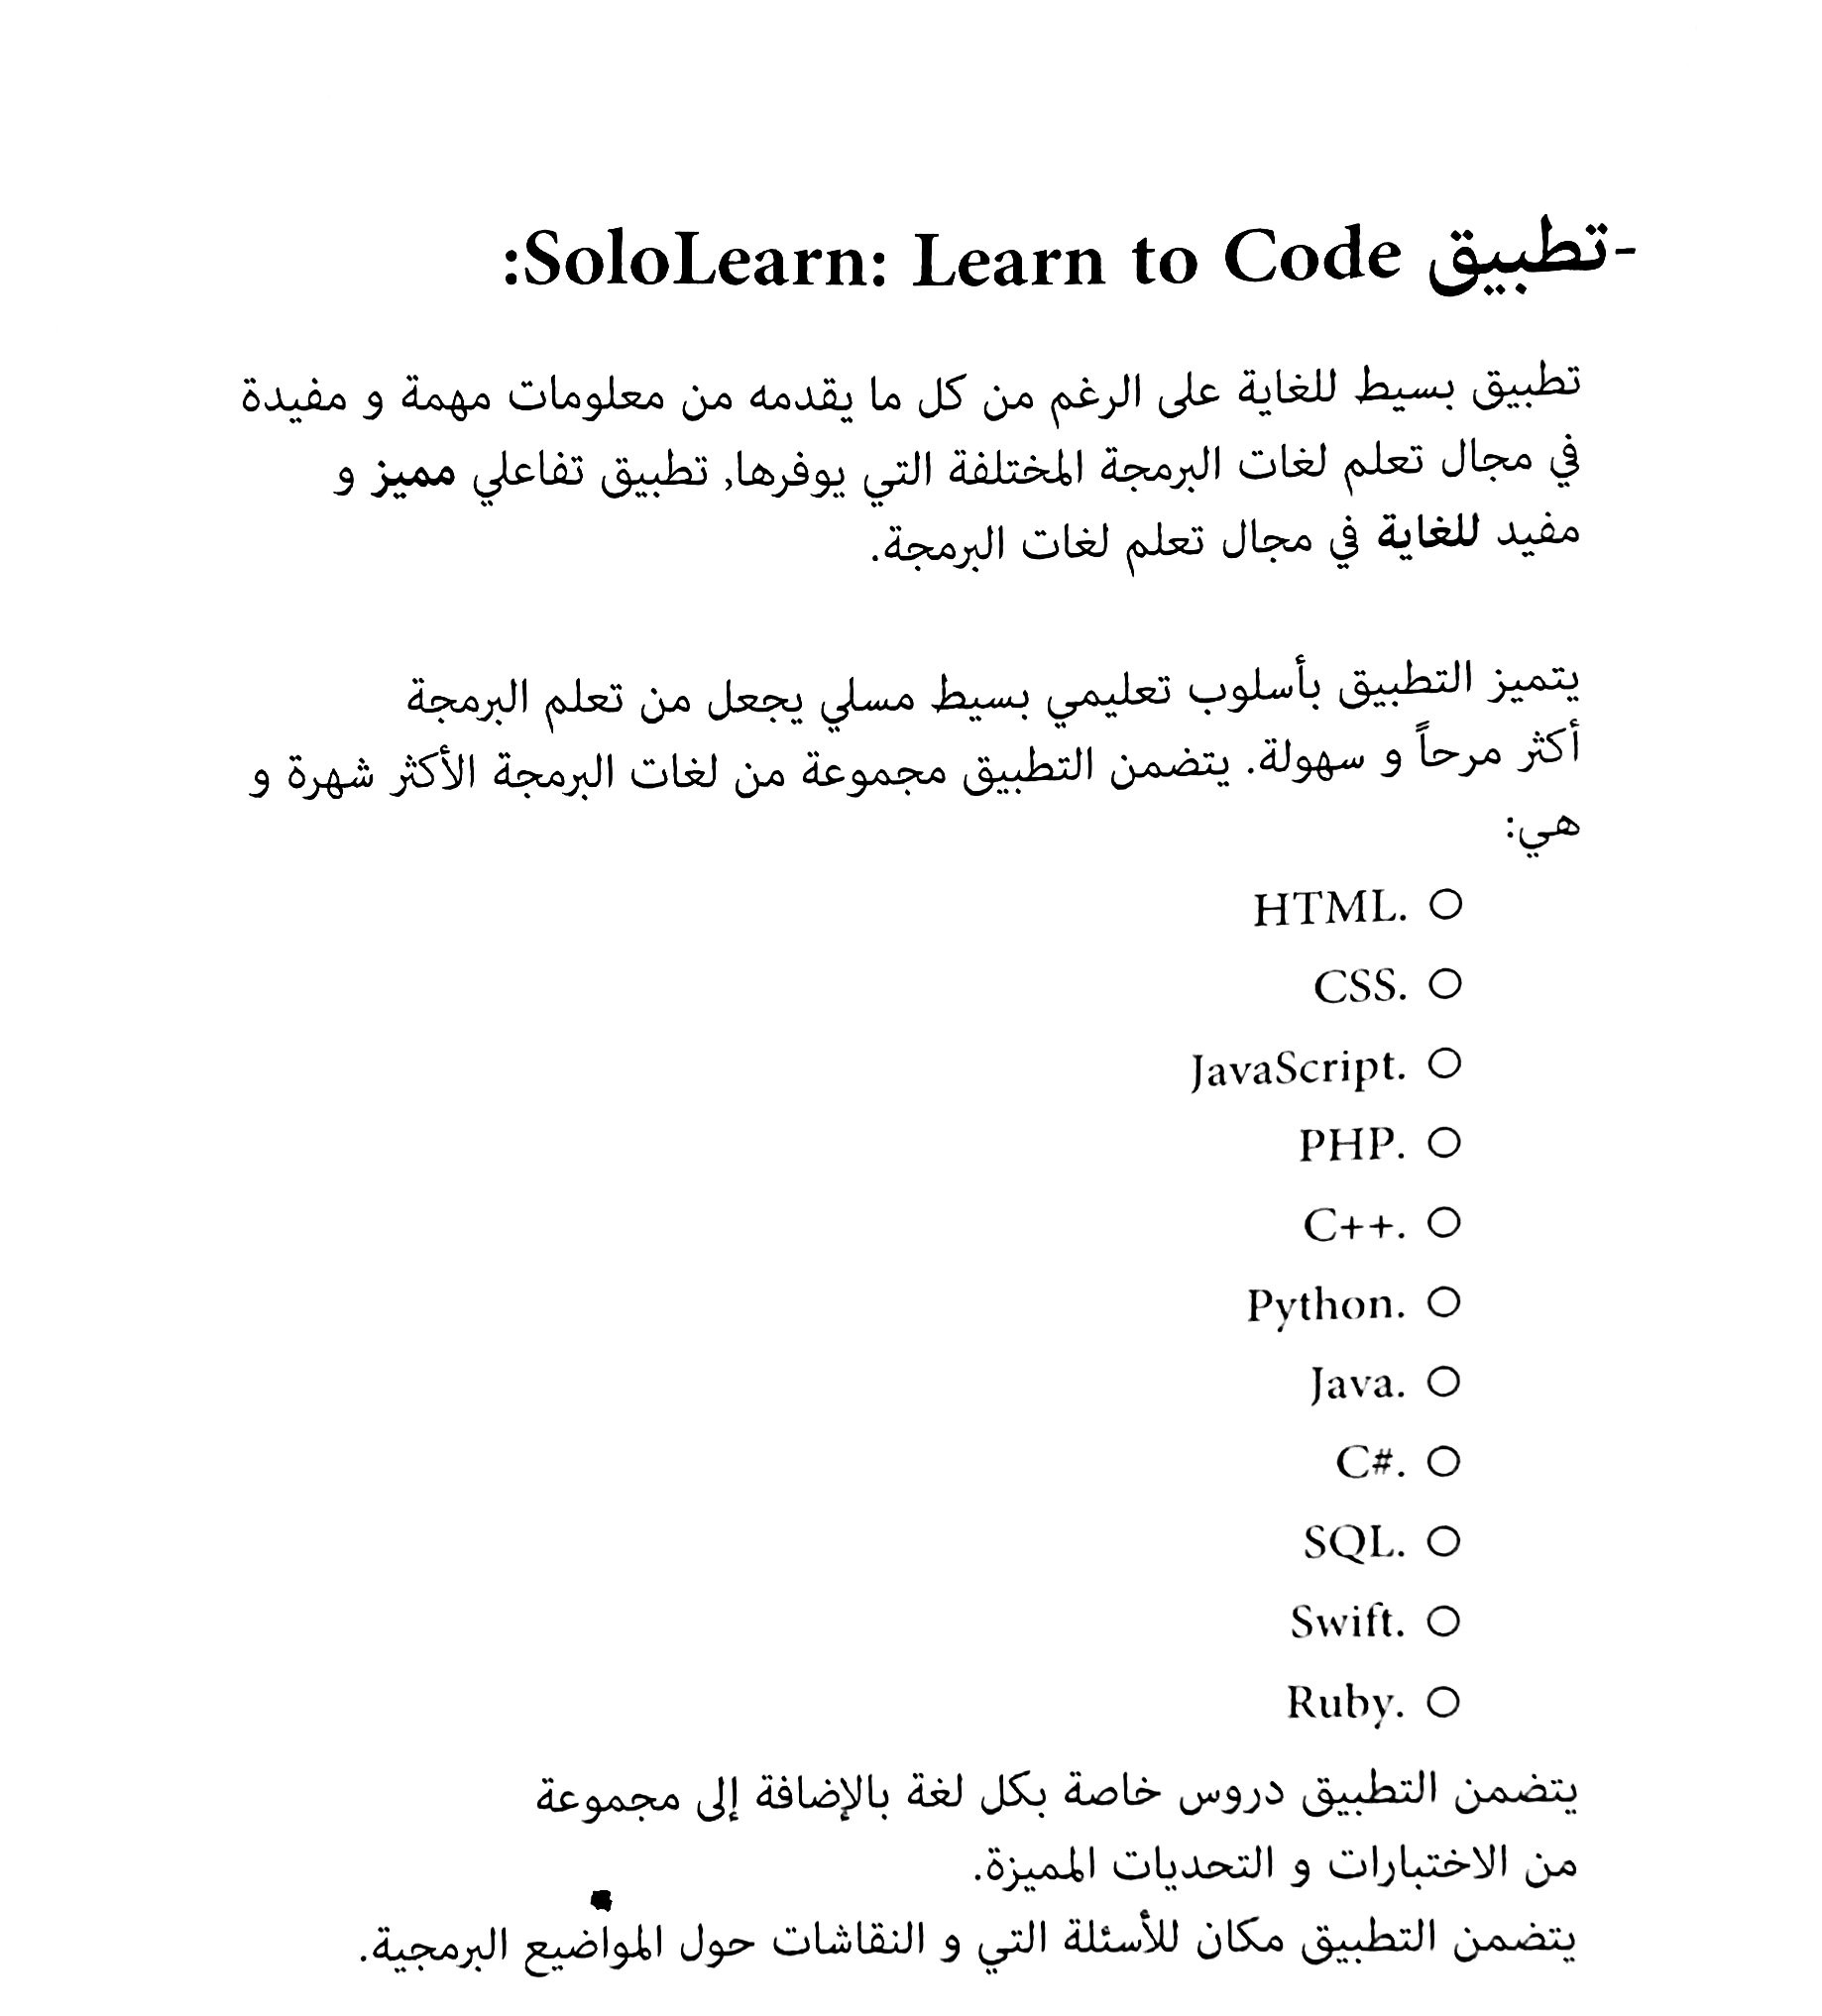 -تطبيق SoloLearn: Learn to Code:
تطبيق بسيط للغاية على الرغم من كل ما يقدمه من معلومات مهمة و مفيدة
في مجال تعلم لغات البرمجة المختلفة التي يوفرها, تطبيق تفاعلي مميز و
مفيد للغاية في مجال تعلم لغات البرمجة.
يتميز التطبيق بأسلوب تعليمي بسيط مسلي يجعل من تعلم البرمجة
أكثر مرحاً و سهولة. يتضمن التطبيق مجموعة من لغات البرمجة الأكثر شهرة و
هي:
○ HTML.
○ CSS.
○ JavaScript.
○ PHP.
○ C++.
○ Python.
○ Java.
○ C#.
○ SQL.
○ Swift.
○ Ruby.
يتضمن التطبيق دروس خاصة بكل لغة بالإضافة إلى مجموعة
من الاختبارات و التحديات المميزة.
يتضمن التطبيق مكان للأسئلة التي و النقاشات حول المواضيع البرمجية.